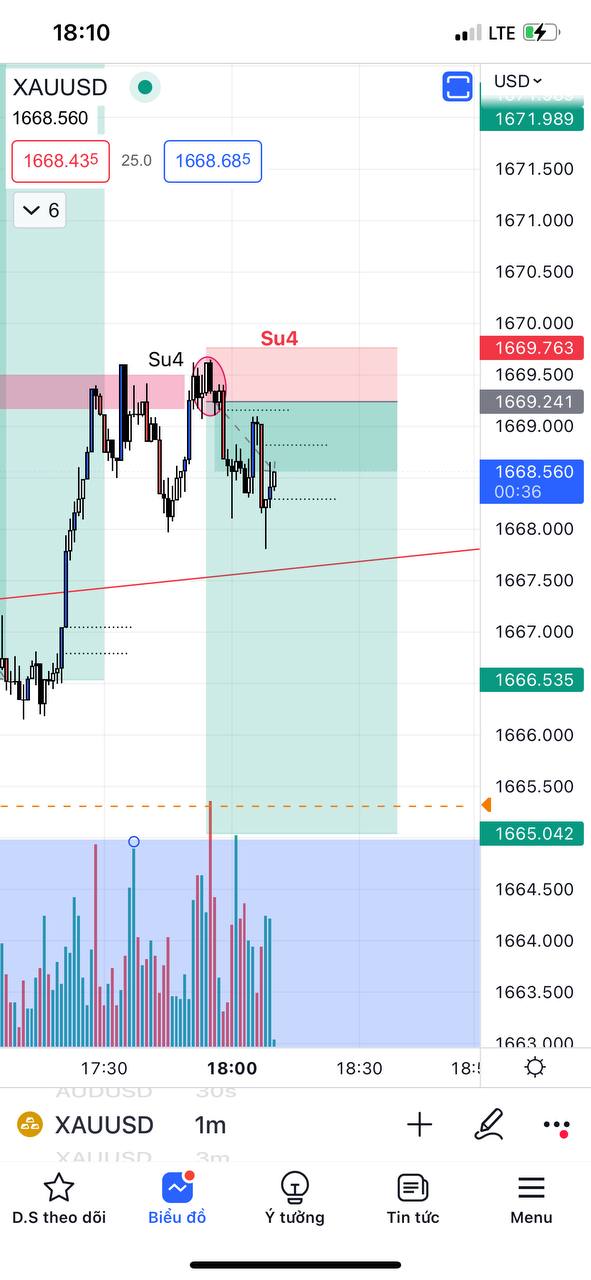 18:10
LTE
XAUUSD
USD
1668.560
1671.989
1668.435
25.0
1668.685
1671.500
6
1671.000
1670.500
1670.000
Su4
1669.763
Su4
1669.500
1669.241
1669.000
1668.560
00:36
1668.000
1667.500
1667.000
1666.535
1666.000
1665.500
1665.042
1664.500
1664.000
1663.500
1663.000
17:30
18:00
18:30
AUDUSD
30s
XAUUSD
1m
XAUUSD
3m
D.S theo dõi
Biểu đồ
Ý tưởng
Tin tức
Menu